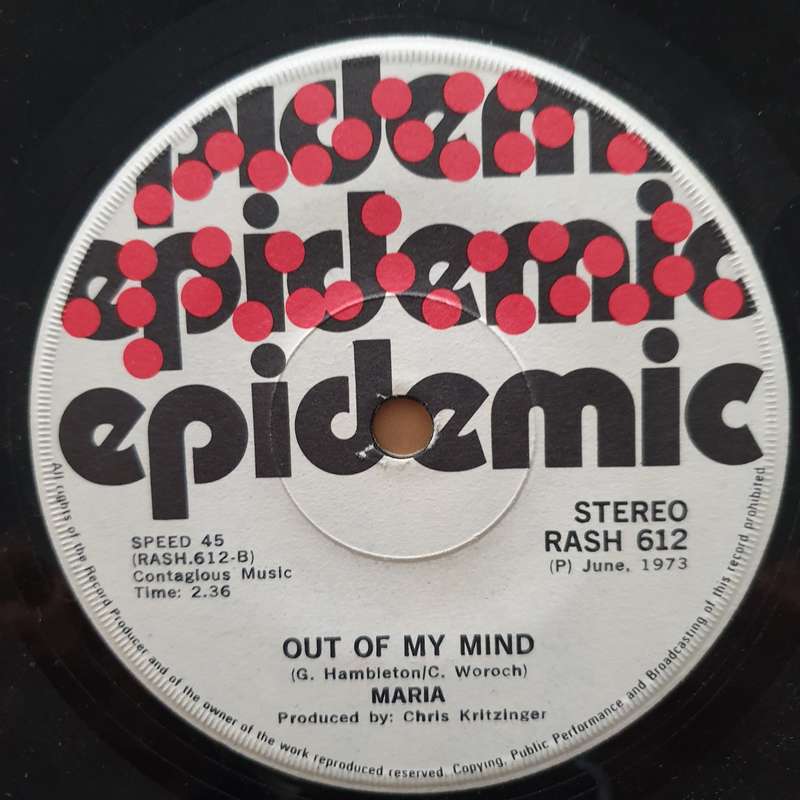 epidemic
epidemic
epidemic
SPEED 45
(RASH.612-B)
Contagious Music
Time: 2.36
STEREO
RASH 612
(P) June, 1973
OUT OF MY MIND
(G. Hambleton/C. Woroch)
MARIA
Produced by: Chris Kritzinger
All rights of the Record Producer and of the owner of the work reproduced reserved. Copying, Public Performance and Broadcasting of this record prohibited